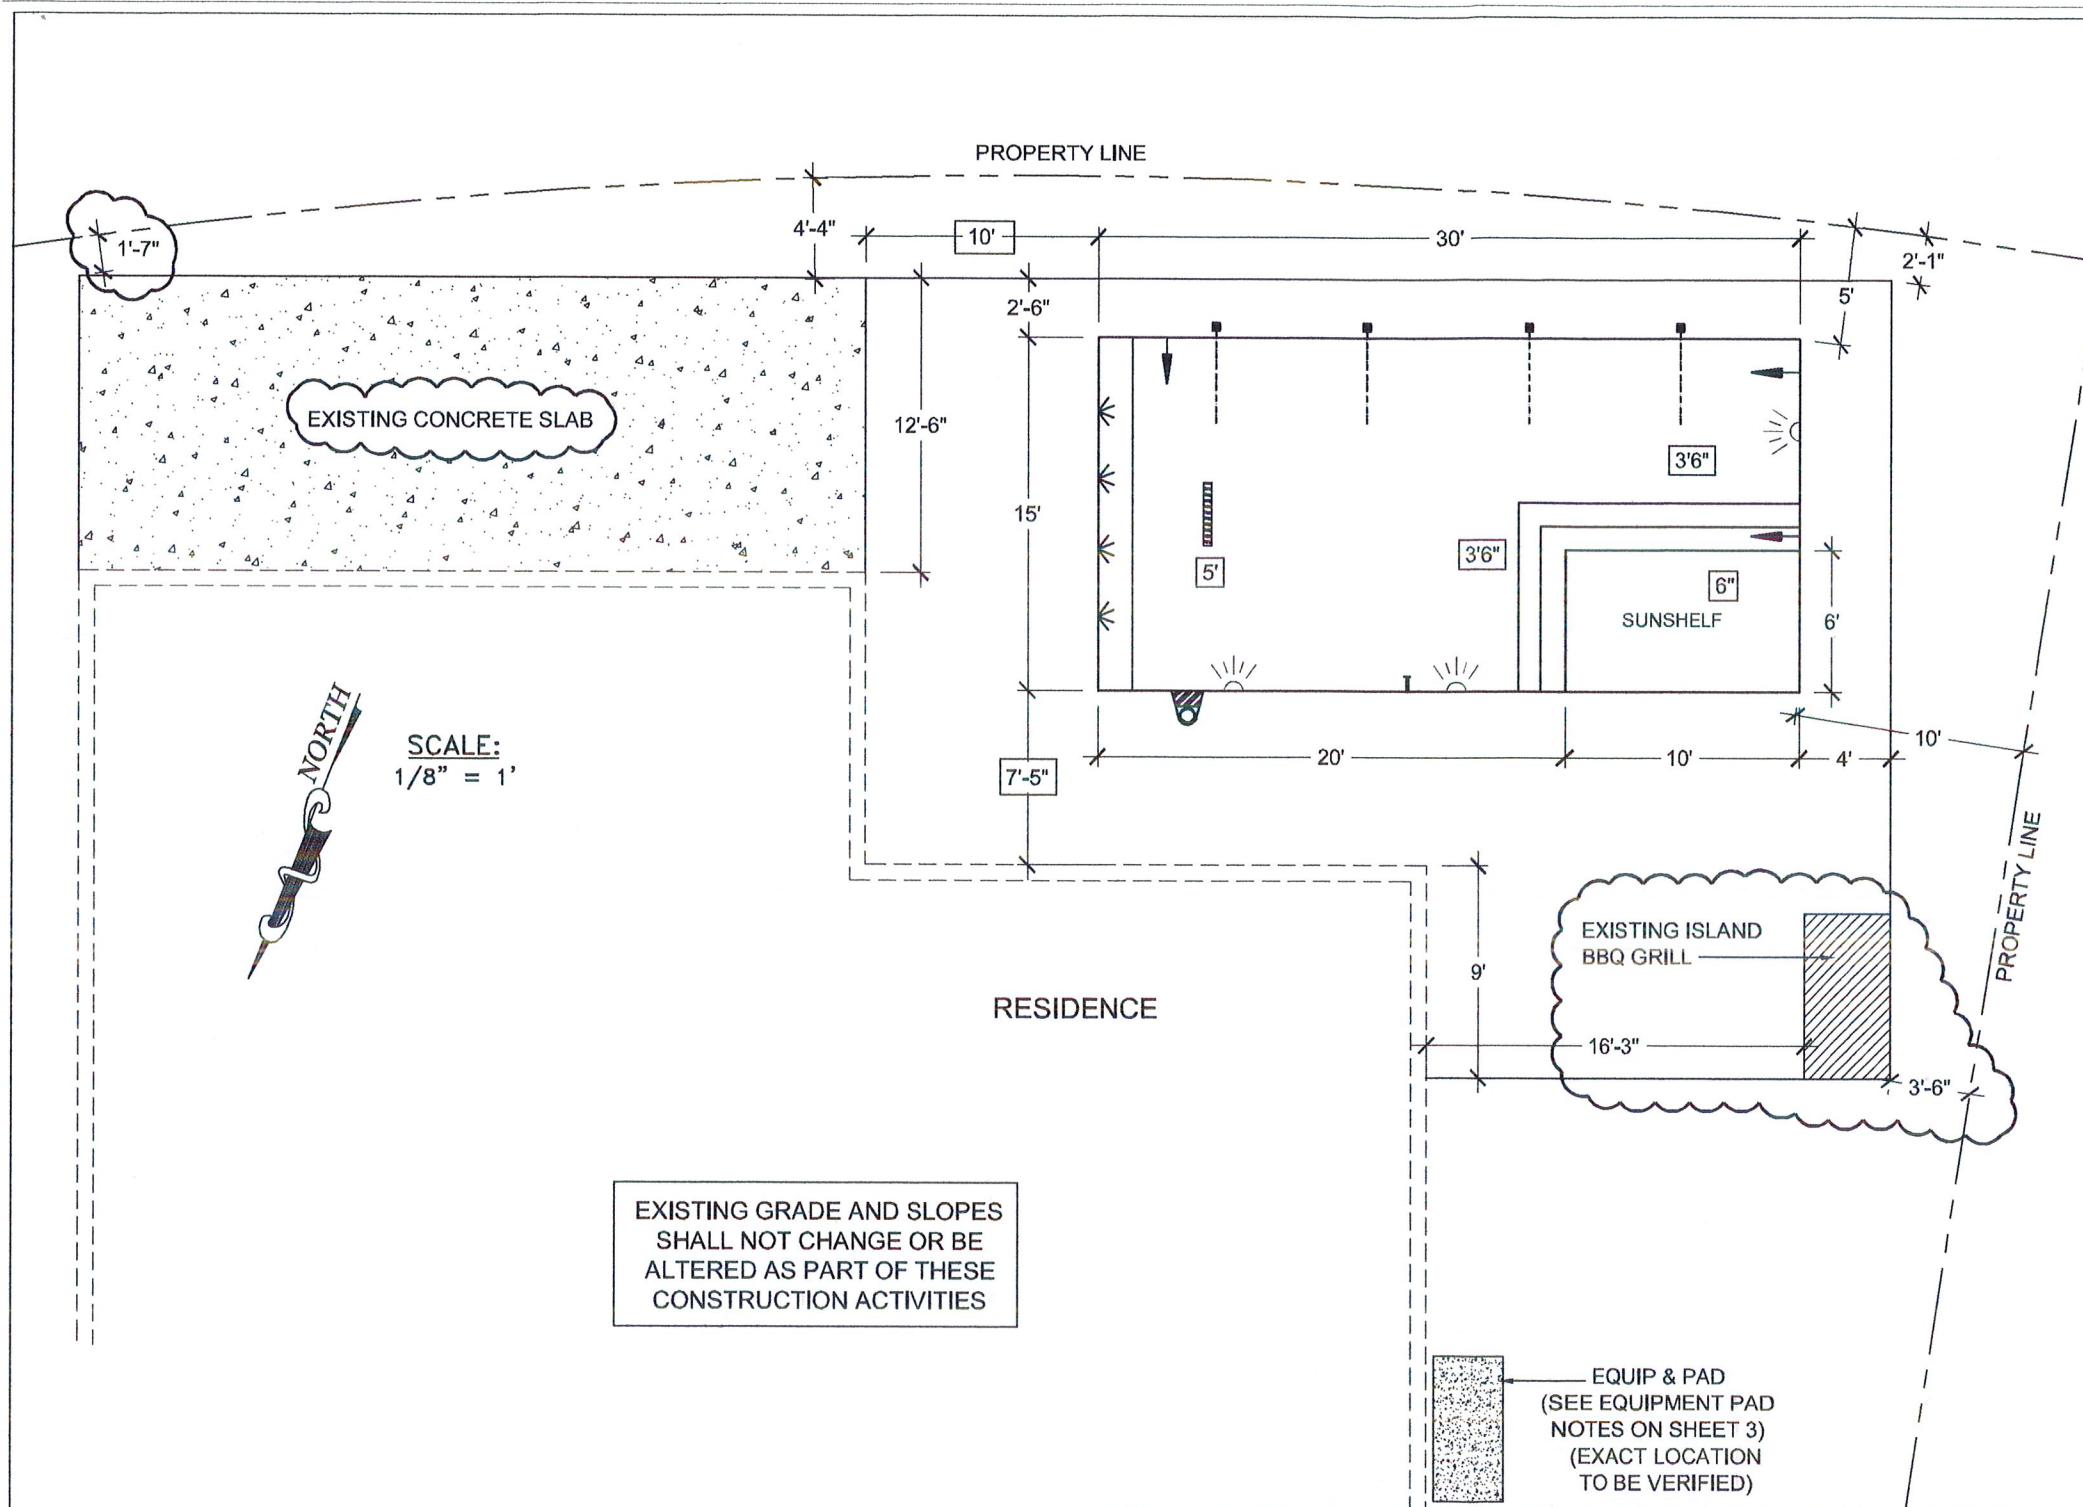 PROPERTY LINE
1'-7"
4'-4"
10'
30'
2'-1"
5'
2'-6"
EXISTING CONCRETE SLAB
12'-6"
15'
3'6"
3'6"
5'
6"
SUNSHELF
6'
NORTH
SCALE:
1/8" = 1'
7'-5"
20'
10'
4'
10'
PROPERTY LINE
EXISTING ISLAND
BBQ GRILL
9'
16'-3"
3'-6"
RESIDENCE
EXISTING GRADE AND SLOPES
SHALL NOT CHANGE OR BE
ALTERED AS PART OF THESE
CONSTRUCTION ACTIVITIES
EQUIP & PAD
(SEE EQUIPMENT PAD
NOTES ON SHEET 3)
(EXACT LOCATION
TO BE VERIFIED)